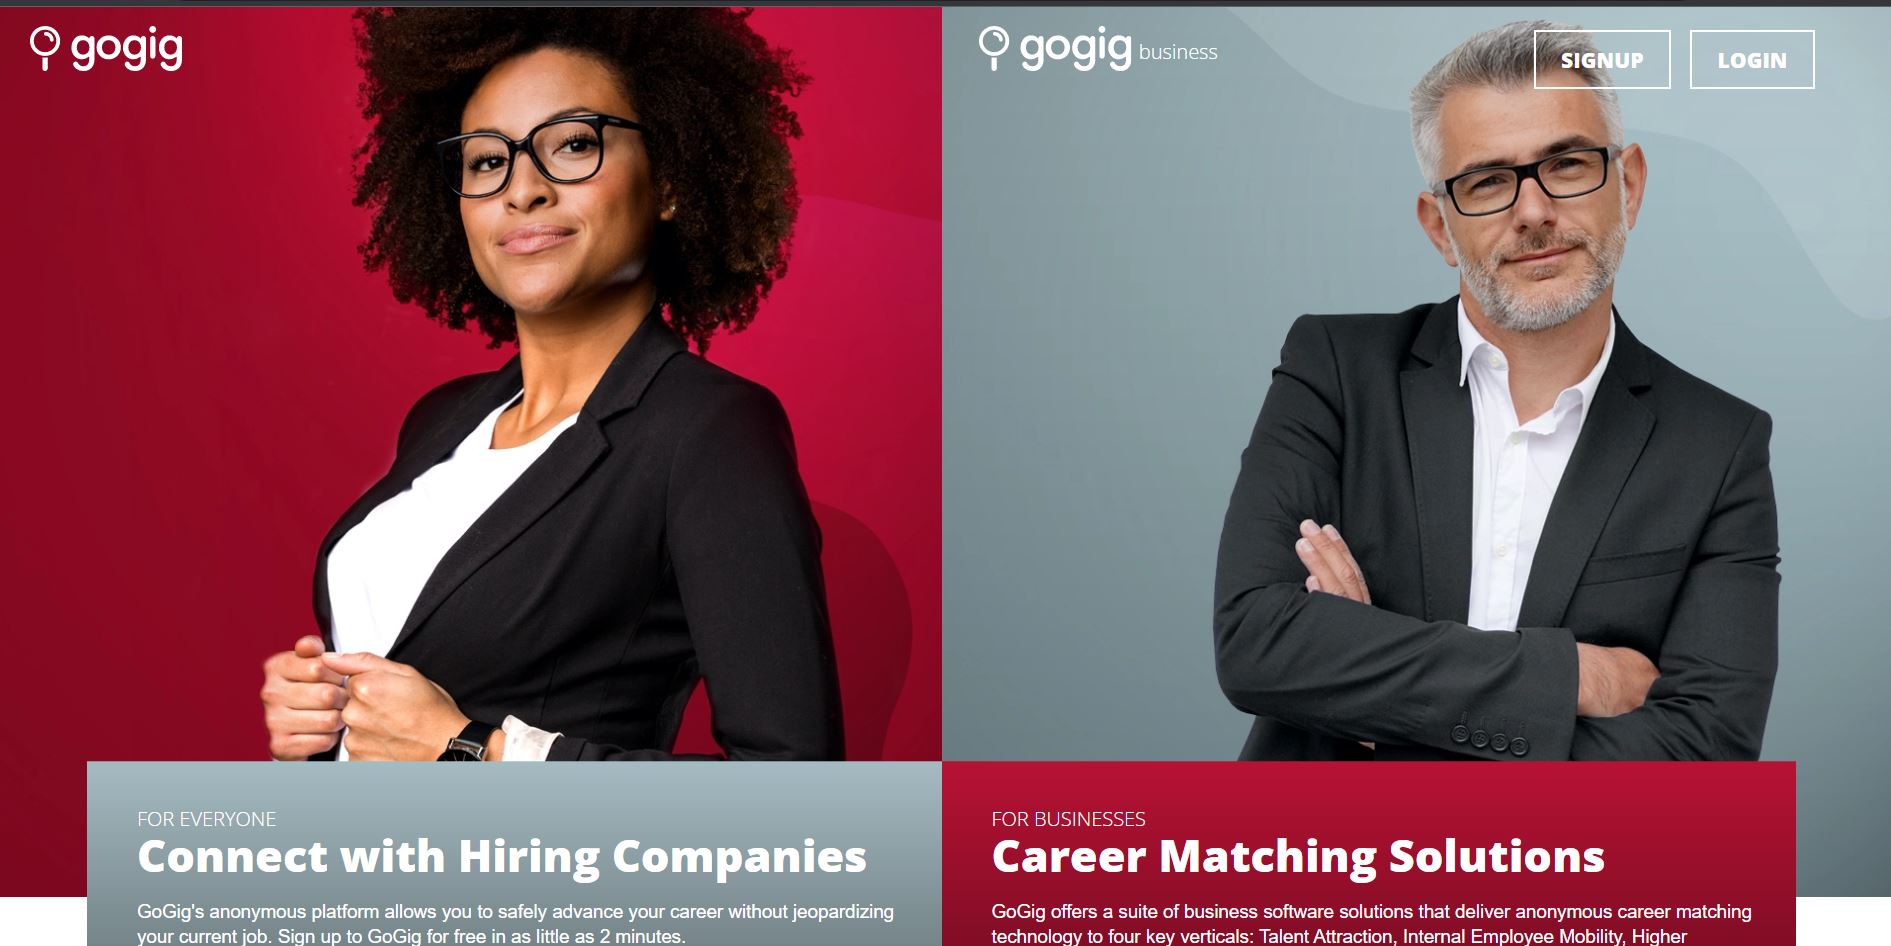 gogig
gogig business
SIGNUP
LOGIN
FOR EVERYONE
Connect with Hiring Companies
GoGig's anonymous platform allows you to safely advance your career without jeopardizing
your current job. Sign up to GoGig for free in as little as 2 minutes.
FOR BUSINESSES
Career Matching Solutions
GoGig offers a suite of business software solutions that deliver anonymous career matching
technology to four key verticals: Talent Attraction, Internal Employee Mobility, Higher